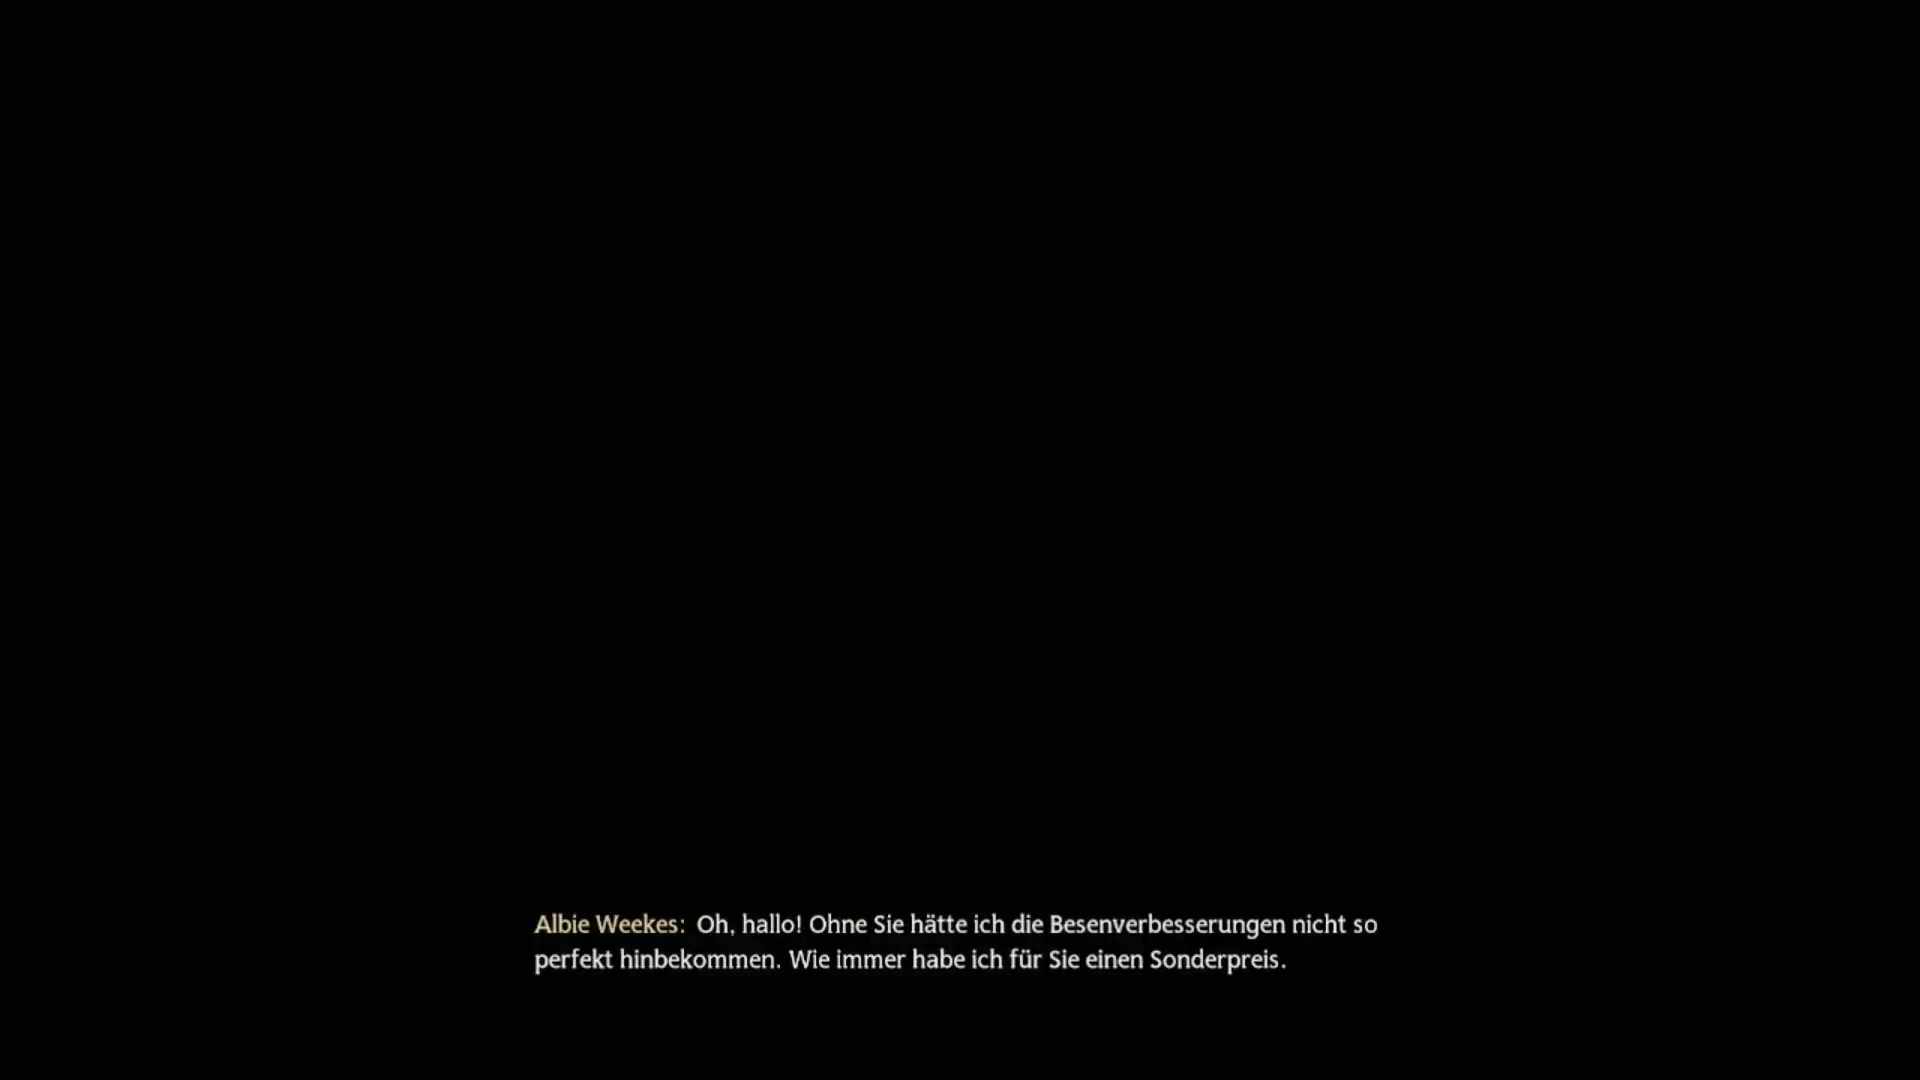 Albie Weekes: Oh, hallo! Ohne Sie hätte ich die Besenverbesserungen nicht so
perfekt hinbekommen. Wie immer habe ich für Sie einen Sonderpreis.